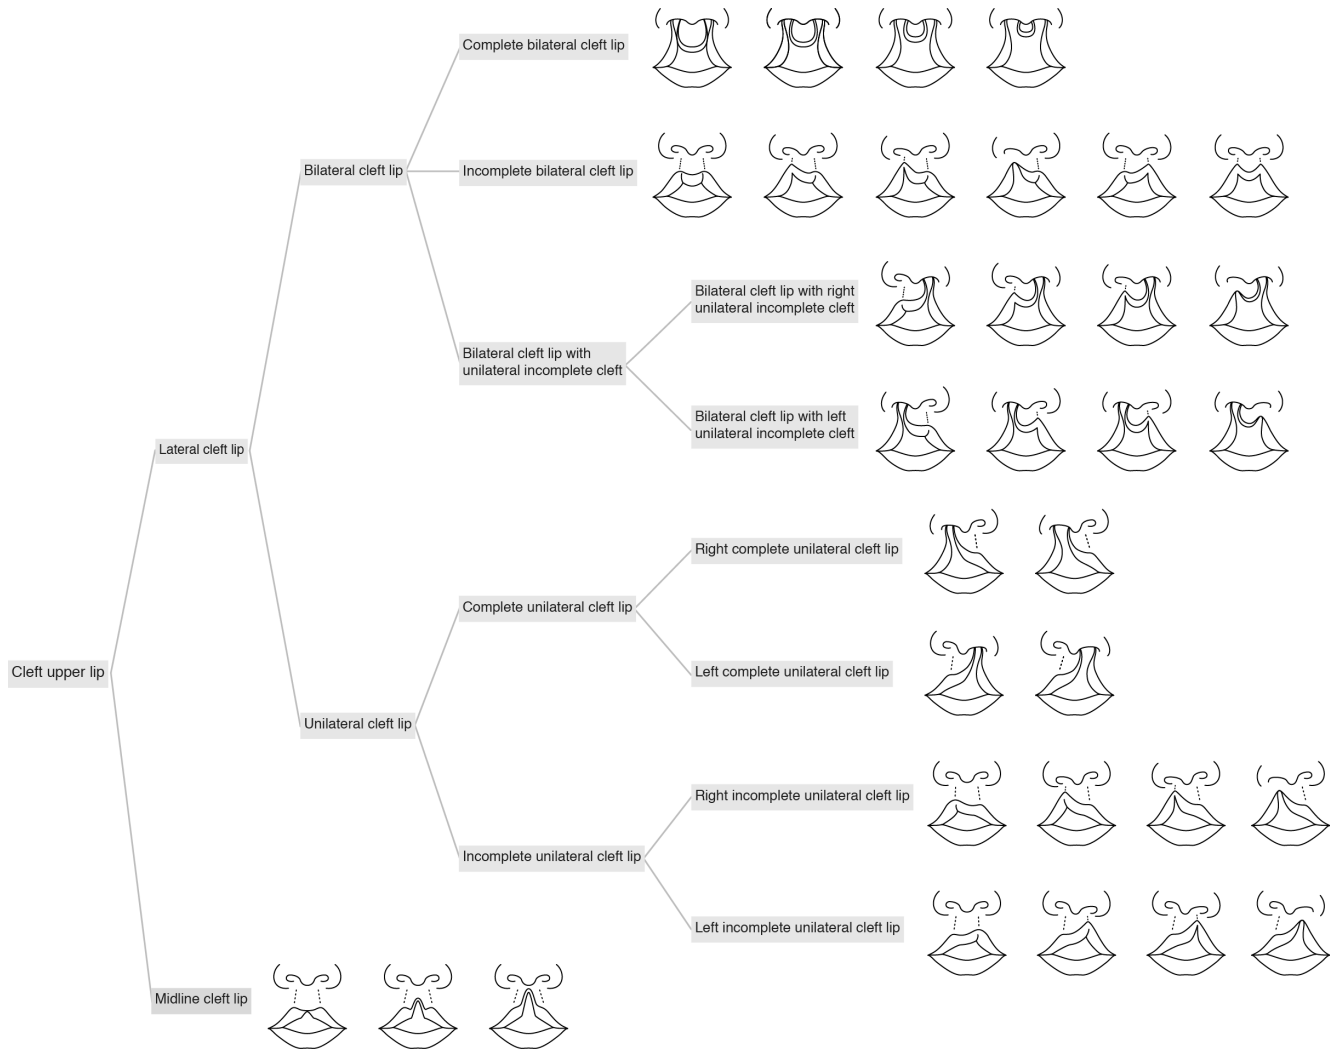 Complete bilateral cleft lip
Bilateral cleft lip
Incomplete bilateral cleft lip
Bilateral cleft lip with right
unilateral incomplete cleft
Bilateral cleft lip with
unilateral incomplete cleft
Bilateral cleft lip with left
unilateral incomplete cleft
Lateral cleft lip
Right complete unilateral cleft lip
Complete unilateral cleft lip
Cleft upper lip
Left complete unilateral cleft lip
Unilateral cleft lip
Right incomplete unilateral cleft lip
Incomplete unilateral cleft lip
Left incomplete unilateral cleft lip
Midline cleft lip